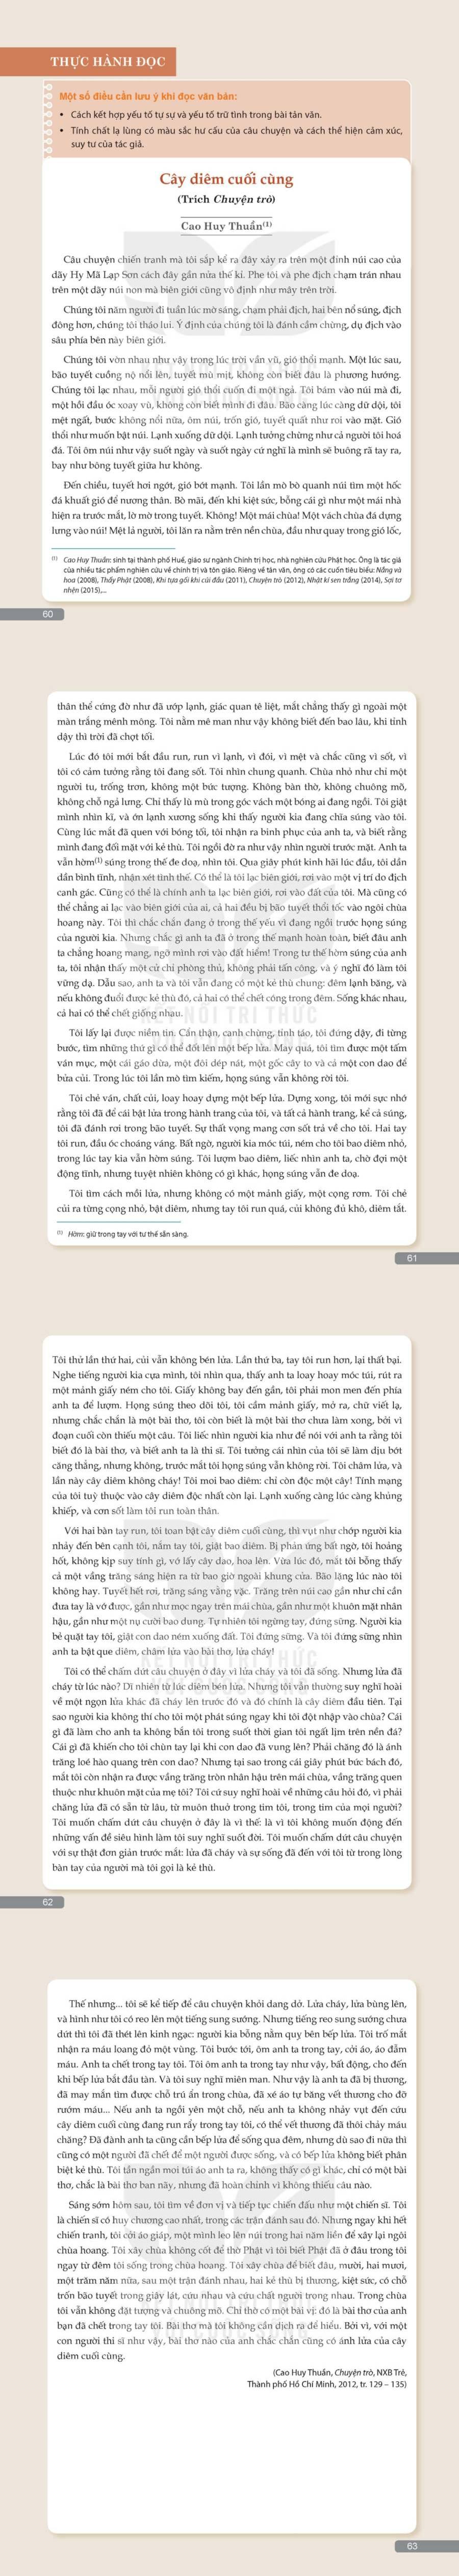 THỰC HÀNH ĐỌC
Một số điều cần lưu ý khi đọc văn bản:
• Cách kết hợp yếu tố tự sự và yếu tố trữ tình trong bài tản văn.
• Tính chất lạ lùng có màu sắc hư cấu của câu chuyện và cách thể hiện cảm xúc,
suy tư của tác giả.
Cây diêm cuối cùng
(Trích Chuyện trò)
Cao Huy Thuần(1)
Câu chuyện chiến tranh mà tôi sắp kể ra đây xảy ra trên một đỉnh núi cao của
dãy Hy Mã Lạp Sơn cách đây gần nửa thế kỉ. Phe tôi và phe địch chạm trán nhau
trên một dãy núi non mà biên giới cũng vô định như mây trên trời.
Chúng tôi năm người đi tuần lúc mờ sáng, chạm phải địch, hai bên nổ súng, địch
đông hơn, chúng tôi tháo lui. Ý định của chúng tôi là đánh cầm chừng, dụ địch vào
sâu phía bên này biên giới.
Chúng tôi vờn nhau như vậy trong lúc trời vần vũ, gió thổi mạnh. Một lúc sau,
bão tuyết cuồng nộ nổi lên, tuyết mù mịt, không còn biết đâu là phương hướng.
Chúng tôi lạc nhau, mỗi người gió thổi cuốn đi một ngả. Tôi bám vào núi mà đi,
một hồi đầu óc xoay vù, không còn biết mình đi đâu. Bão càng lúc càng dữ dội, tôi
mệt ngất, bước không nổi nữa, ôm núi, trốn gió, tuyết quất như roi vào mặt. Gió
thổi như muốn bật núi. Lạnh xuống dữ dội. Lạnh tưởng chừng như cả người tôi hoá
đá. Tôi ôm núi như vậy suốt ngày và suốt ngày cứ nghĩ là mình sẽ buông rã tay ra,
bay như bông tuyết giữa hư không.
Đến chiều, tuyết hơi ngớt, gió bớt mạnh. Tôi lần mò bò quanh núi tìm một hốc
đá khuất gió để nương thân. Bò mãi, đến khi kiệt sức, bỗng cái gì như một mái nhà
hiện ra trước mắt, lờ mờ trong tuyết. Không! Một mái chùa! Một vách chùa đá dựng
lưng vào núi! Mệt lả người, tôi lăn ra nằm trên nền chùa, đầu như quay trong gió lốc,
(1) Cao Huy Thuần: sinh tại thành phố Huế, giáo sư ngành Chính trị học, nhà nghiên cứu Phật học. Ông là tác giả
của nhiều tác phẩm nghiên cứu về chính trị và tôn giáo. Riêng về tản văn, ông có các cuốn tiêu biểu: Nắng và
hoa (2008), Thấy Phật (2008), Khi tựa gối khi cúi đầu (2011), Chuyện trò (2012), Nhật kí sen trắng (2014), Sợi tơ
nhện (2015),...
60
thân thể cứng đờ như đã ướp lạnh, giác quan tê liệt, mắt chẳng thấy gì ngoài một
màn trắng mênh mông. Tôi nằm mê man như vậy không biết đến bao lâu, khi tỉnh
dậy thì trời đã chợt tối.
Lúc đó tôi mới bắt đầu run, run vì lạnh, vì đói, vì mệt và chắc cũng vì sốt, vì
tôi có cảm tưởng rằng tôi đang sốt. Tôi nhìn chung quanh. Chùa nhỏ như chỉ một
người tu, trống trơn, không một bức tượng. Không bàn thờ, không chuông mõ,
không chỗ ngả lưng. Chỉ thấy lù mù trong góc vách một bóng ai đang ngồi. Tôi giật
mình nhìn kĩ, và ớn lạnh xương sống khi thấy người kia đang chĩa súng vào tôi.
Cùng lúc mắt đã quen với bóng tối, tôi nhận ra binh phục của anh ta, và biết rằng
mình đang đối mặt với kẻ thù. Tôi ngồi đờ ra như vậy nhìn người trước mặt. Anh ta
vẫn hờm(1) súng trong thế đe doạ, nhìn tôi. Qua giây phút kinh hãi lúc đầu, tôi dần
dần bình tĩnh, nhận xét tình thế. Có thể là tôi lạc biên giới, rơi vào một vị trí do địch
canh gác. Cũng có thể là chính anh ta lạc biên giới, rơi vào đất của tôi. Mà cũng có
thể chẳng ai lạc vào biên giới của ai, cả hai đều bị bão tuyết thổi tốc vào ngôi chùa
hoang này. Tôi thì chắc chắn đang ở trong thế yếu vì đang ngồi trước họng súng
của người kia. Nhưng chắc gì anh ta đã ở trong thế mạnh hoàn toàn, biết đâu anh
ta chẳng hoang mang, ngỡ mình rơi vào đất hiểm! Trong tư thế hờm súng của anh
ta, tôi nhận thấy một cử chỉ phòng thủ, không phải tấn công, và ý nghĩ đó làm tôi
vững dạ. Dẫu sao, anh ta và tôi vẫn đang có một kẻ thù chung: đêm lạnh băng, và
nếu không đuổi được kẻ thù đó, cả hai có thể chết cóng trong đêm. Sống khác nhau,
cả hai có thể chết giống nhau.
Tôi lấy lại được niềm tin. Cẩn thận, canh chừng, tỉnh táo, tôi đứng dậy, đi từng
bước, tìm những thứ gì có thể đốt lên một bếp lửa. May quá, tôi tìm được một tấm
ván mục, một cái gáo dừa, một đôi dép nát, một gốc cây to và cả một con dao để
bửa củi. Trong lúc tôi lần mò tìm kiếm, họng súng vẫn không rời tôi.
Tôi chẻ ván, chất củi, loay hoay dựng một bếp lửa. Dựng xong, tôi mới sực nhớ
rằng tôi đã để cái bật lửa trong hành trang của tôi, và tất cả hành trang, kể cả súng,
tôi đã đánh rơi trong bão tuyết. Sự thất vọng mang cơn sốt trả về cho tôi. Hai tay
tôi run, đầu óc choáng váng. Bất ngờ, người kia móc túi, ném cho tôi bao diêm nhỏ,
trong lúc tay kia vẫn hờm súng. Tôi lượm bao diêm, liếc nhìn anh ta, chờ đợi một
động tĩnh, nhưng tuyệt nhiên không có gì khác, họng súng vẫn đe doạ.
Tôi tìm cách mồi lửa, nhưng không có một mảnh giấy, một cọng rơm. Tôi chẻ
củi ra từng cọng nhỏ, bật diêm, nhưng tay tôi run quá, củi không đủ khô, diêm tắt.
(1) Hờm: giữ trong tay với tư thế sẵn sàng.
61
Tôi thử lần thứ hai, củi vẫn không bén lửa. Lần thứ ba, tay tôi run hơn, lại thất bại.
Nghe tiếng người kia cựa mình, tôi nhìn qua, thấy anh ta loay hoay móc túi, rút ra
một mảnh giấy ném cho tôi. Giấy không bay đến gần, tôi phải mon men đến phía
anh ta để lượm. Họng súng theo dõi tôi, tôi cầm mảnh giấy, mở ra, chữ viết lạ,
nhưng chắc chắn là một bài thơ, tôi còn biết là một bài thơ chưa làm xong, bởi vì
đoạn cuối còn thiếu một câu. Tôi liếc nhìn người kia như để nói với anh ta rằng tôi
biết đó là bài thơ, và biết anh ta là thi sĩ. Tôi tưởng cái nhìn của tôi sẽ làm dịu bớt
căng thẳng, nhưng không, trước mắt tôi họng súng vẫn không rời. Tôi châm lửa, và
lần này cây diêm không cháy! Tôi moi bao diêm: chỉ còn độc một cây! Tính mạng
của tôi tuỳ thuộc vào cây diêm độc nhất còn lại. Lạnh xuống càng lúc càng khủng
khiếp, và cơn sốt làm tôi run toàn thân.
Với hai bàn tay run, tôi toan bật cây diêm cuối cùng, thì vụt như chớp người kia
nhảy đến bên cạnh tôi, nắm tay tôi, giật bao diêm. Bị phản ứng bất ngờ, tôi hoảng
hốt, không kịp suy tính gì, vớ lấy cây dao, hoa lên. Vừa lúc đó, mắt tôi bỗng thấy
cả một vầng trăng sáng hiện ra từ bao giờ ngoài khung cửa. Bão lặng lúc nào tôi
không hay. Tuyết hết rơi, trăng sáng vằng vặc. Trăng trên núi cao gần như chỉ cần
đưa tay là vớ được, gần như mọc ngay trên mái chùa, gần như một khuôn mặt nhân
hậu, gần như một nụ cười bao dung. Tự nhiên tôi ngừng tay, đứng sững. Người kia
bẻ quặt tay tôi, giật con dao ném xuống đất. Tôi đứng sững. Và tôi đứng sững nhìn
anh ta bật que diêm, châm lửa vào bài thơ, lửa cháy!
Tôi có thể chấm dứt câu chuyện ở đây vì lửa cháy và tôi đã sống. Nhưng lửa đã
cháy từ lúc nào? Dĩ nhiên từ lúc diêm bén lửa. Nhưng tôi vẫn thường suy nghĩ hoài
về một ngọn lửa khác đã cháy lên trước đó và đó chính là cây diêm đầu tiên. Tại
sao người kia không thí cho tôi một phát súng ngay khi tôi đột nhập vào chùa? Cái
gì đã làm cho anh ta không bắn tôi trong suốt thời gian tôi ngất lịm trên nền đá?
Cái gì đã khiến cho tôi chùn tay lại khi con dao đã vung lên? Phải chăng đó là ánh
trăng loé hào quang trên con dao? Nhưng tại sao trong cái giây phút bức bách đó,
mắt tôi còn nhận ra được vầng trăng tròn nhân hậu trên mái chùa, vầng trăng quen
thuộc như khuôn mặt của mẹ tôi? Tôi cứ suy nghĩ hoài về những câu hỏi đó, vì phải
chăng lửa đã có sẵn từ lâu, từ muôn thuở trong tim tôi, trong tim của mọi người?
Tôi muốn chấm dứt câu chuyện ở đây là vì thế: là vì tôi không muốn động đến
những vấn đề siêu hình làm tôi suy nghĩ suốt đời. Tôi muốn chấm dứt câu chuyện
với sự thật đơn giản trước mắt: lửa đã cháy và sự sống đã đến với tôi từ trong lòng
bàn tay của người mà tôi gọi là kẻ thù.
62
Thế nhưng... tôi sẽ kể tiếp để câu chuyện khỏi dang dở. Lửa cháy, lửa bùng lên,
và hình như tôi có reo lên một tiếng sung sướng. Nhưng tiếng reo sung sướng chưa
dứt thì tôi đã thét lên kinh ngạc: người kia bỗng nằm quỵ bên bếp lửa. Tôi trố mắt
nhận ra máu loang đỏ một vùng. Tôi bước tới, ôm anh ta trong tay, cởi áo, áo đẫm
máu. Anh ta chết trong tay tôi. Tôi ôm anh ta trong tay như vậy, bất động, cho đến
khi bếp lửa bắt đầu tàn. Và tôi suy nghĩ miên man. Như vậy là anh ta đã bị thương,
đã may mắn tìm được chỗ trú ẩn trong chùa, đã xé áo tự băng vết thương cho đỡ
rướm máu... Nếu anh ta ngồi yên một chỗ, nếu anh ta không nhảy vụt đến cứu
cây diêm cuối cùng đang run rẩy trong tay tôi, có thể vết thương đã thôi chảy máu
chăng? Đã đành anh ta cũng cần bếp lửa để sống qua đêm, nhưng dù sao đi nữa thì
cũng có một người đã chết để một người được sống, và có bếp lửa không biết phân
biệt kẻ thù. Tôi tần ngần moi túi áo anh ta ra, không thấy có gì khác, chỉ có một bài
thơ, chắc là bài thơ ban nãy, nhưng đã hoàn chỉnh vì không thiếu câu nào.
Sáng sớm hôm sau, tôi tìm về đơn vị và tiếp tục chiến đấu như một chiến sĩ. Tôi
là chiến sĩ có huy chương cao nhất, trong các trận đánh sau đó. Nhưng ngay khi hết
chiến tranh, tôi cởi áo giáp, một mình leo lên núi trong hai năm liền để xây lại ngôi
chùa hoang. Tôi xây chùa không cốt để thờ Phật vì tôi biết Phật đã ở đâu trong tôi
ngay từ đêm tôi sống trong chùa hoang. Tôi xây chùa để biết đâu, mười, hai mươi,
một trăm năm nữa, sau một trận đánh nhau, hai kẻ thù bị thương, kiệt sức, có chỗ
trốn bão tuyết trong giây lát, cứu nhau và cứu chất người trong nhau. Trong chùa
tôi vẫn không đặt tượng và chuông mõ. Chỉ thờ có một bài vị: đó là bài thơ của anh
bạn đã chết trong tay tôi. Bài thơ mà tôi không cần dịch ra để hiểu. Bởi vì, với một
con người thi sĩ như vậy, bài thơ nào của anh chắc chắn cũng có ánh lửa của cây
diêm cuối cùng.
(Cao Huy Thuần, Chuyện trò, NXB Trẻ,
Thành phố Hồ Chí Minh, 2012, tr. 129 – 135)
63